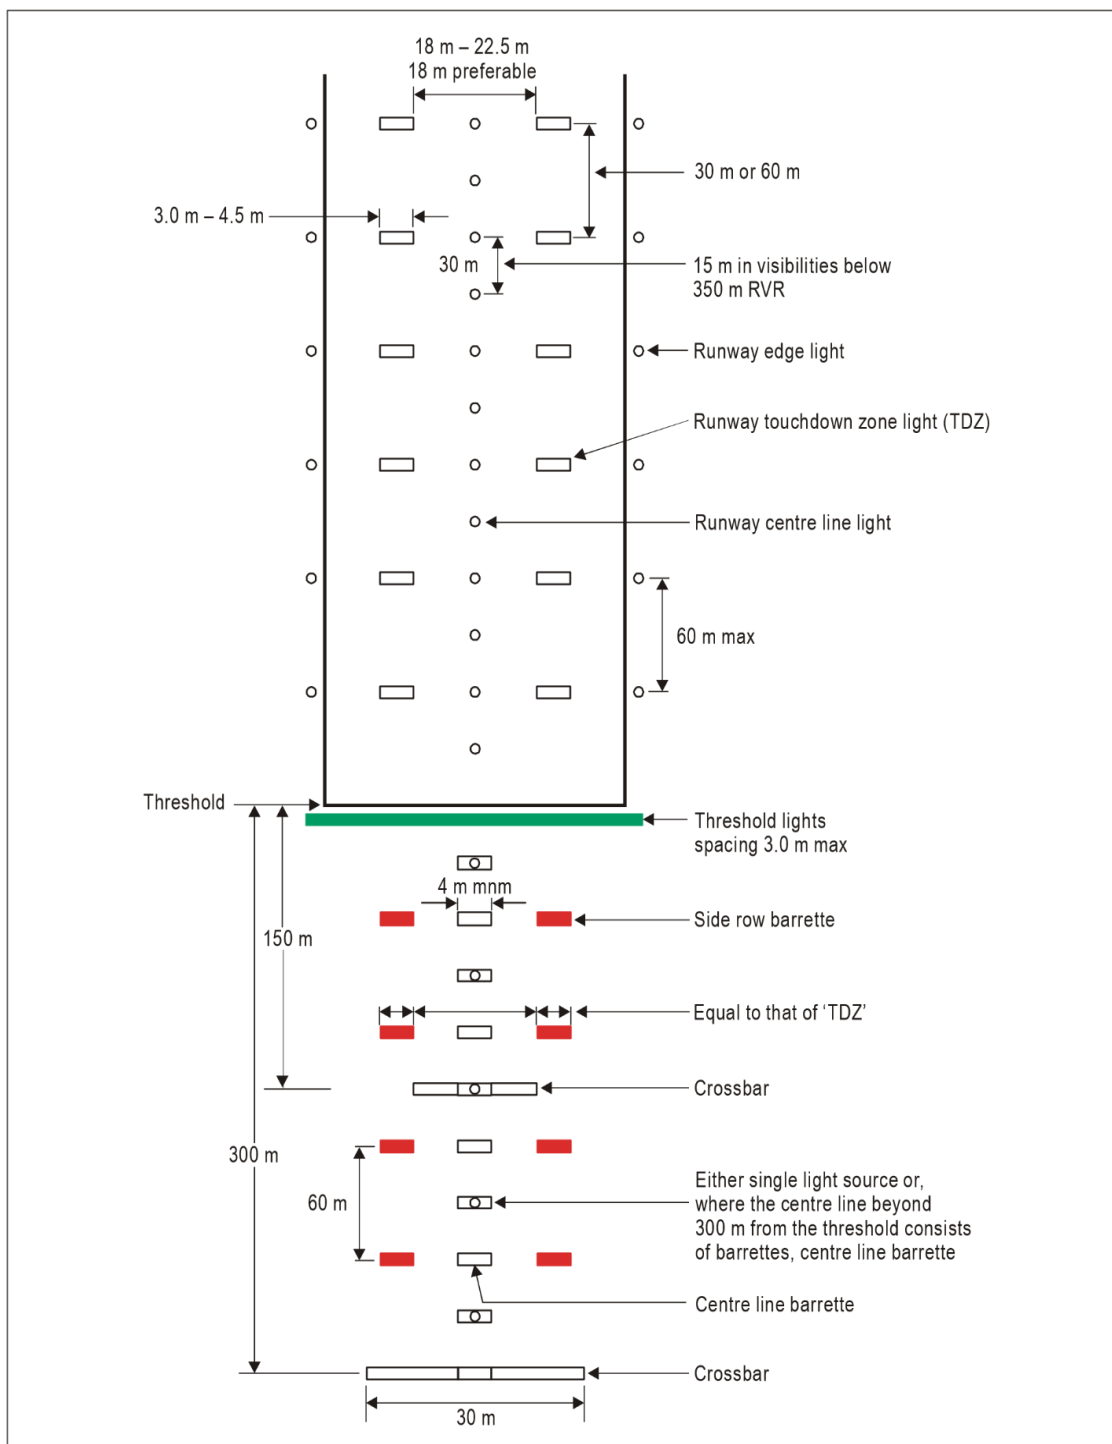 18 m – 22.5 m
18 m preferable
30 m or 60 m
3.0 m – 4.5 m
30 m
15 m in visibilities below
350 m RVR
Runway edge light
Runway touchdown zone light (TDZ)
Runway centre line light
60 m max
Threshold
Threshold lights
spacing 3.0 m max
4 m mnm
Side row barrette
150 m
Equal to that of ‘TDZ’
Crossbar
300 m
60 m
Either single light source or,
where the centre line beyond
300 m from the threshold consists
of barrettes, centre line barrette
Centre line barrette
Crossbar
30 m